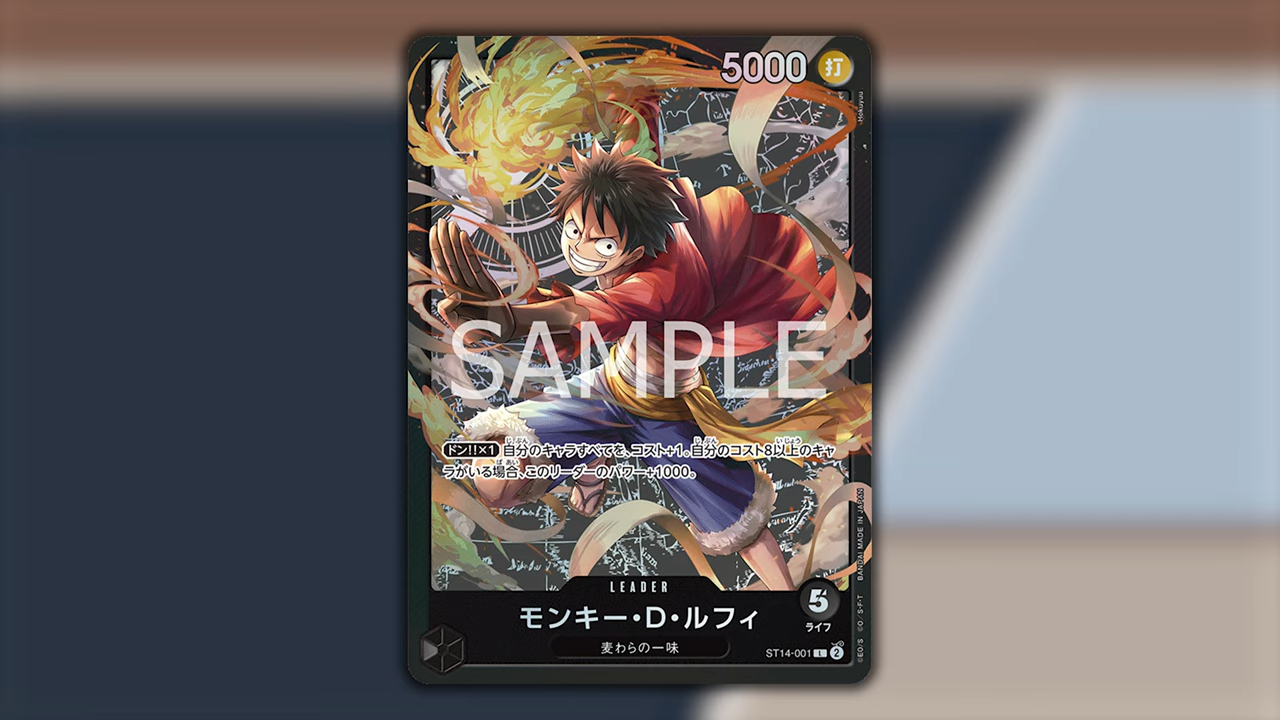 5000 打
Hokuyuu
SAMPLE
ドン!!×1 自分のキャラすべてを、コスト+1。自分のコスト8以上のキャ
ラがいる場合、このリーダーのパワー+1000。
LEADER
モンキー・D・ルフィ
5
ライフ
麦わらの一味
ST14-001 L 2
©EO/S ©O/S・F・T BANDAI MADE IN JAPAN